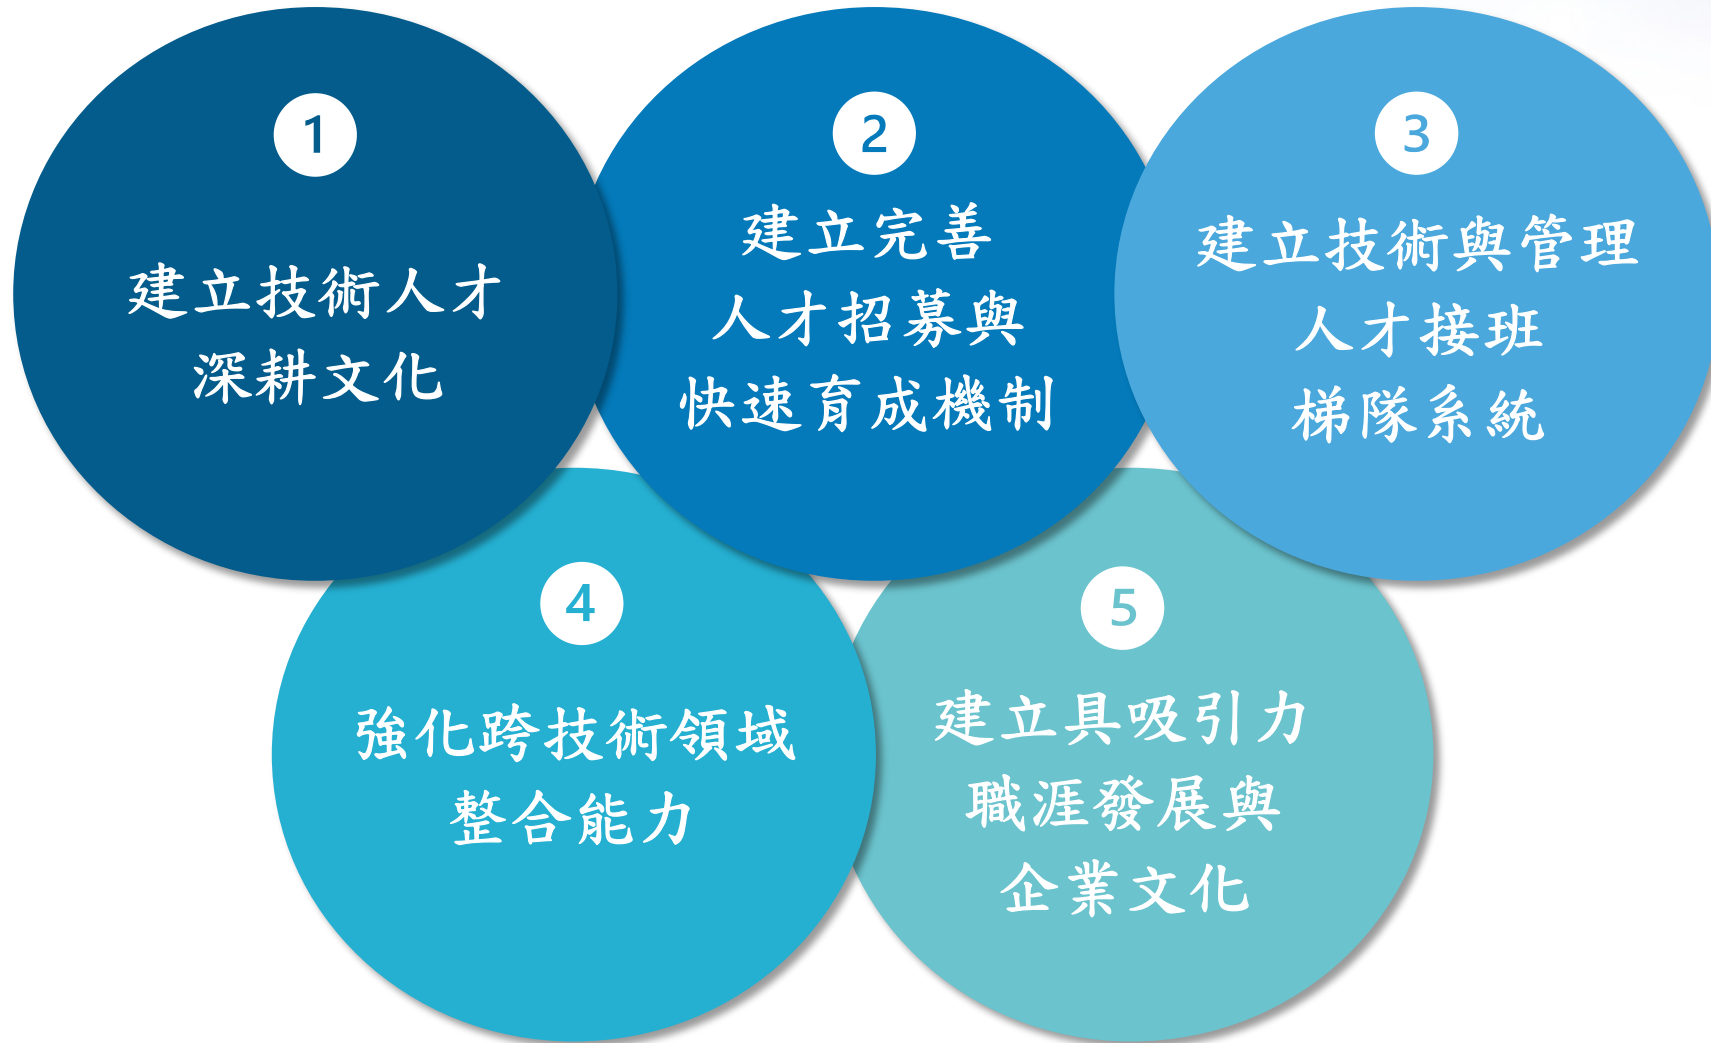 1
建立技術人才
深耕文化
2
建立完善
人才招募與
快速育成機制
3
建立技術與管理
人才接班
梯隊系統
4
強化跨技術領域
整合能力
5
建立具吸引力
職涯發展與
企業文化